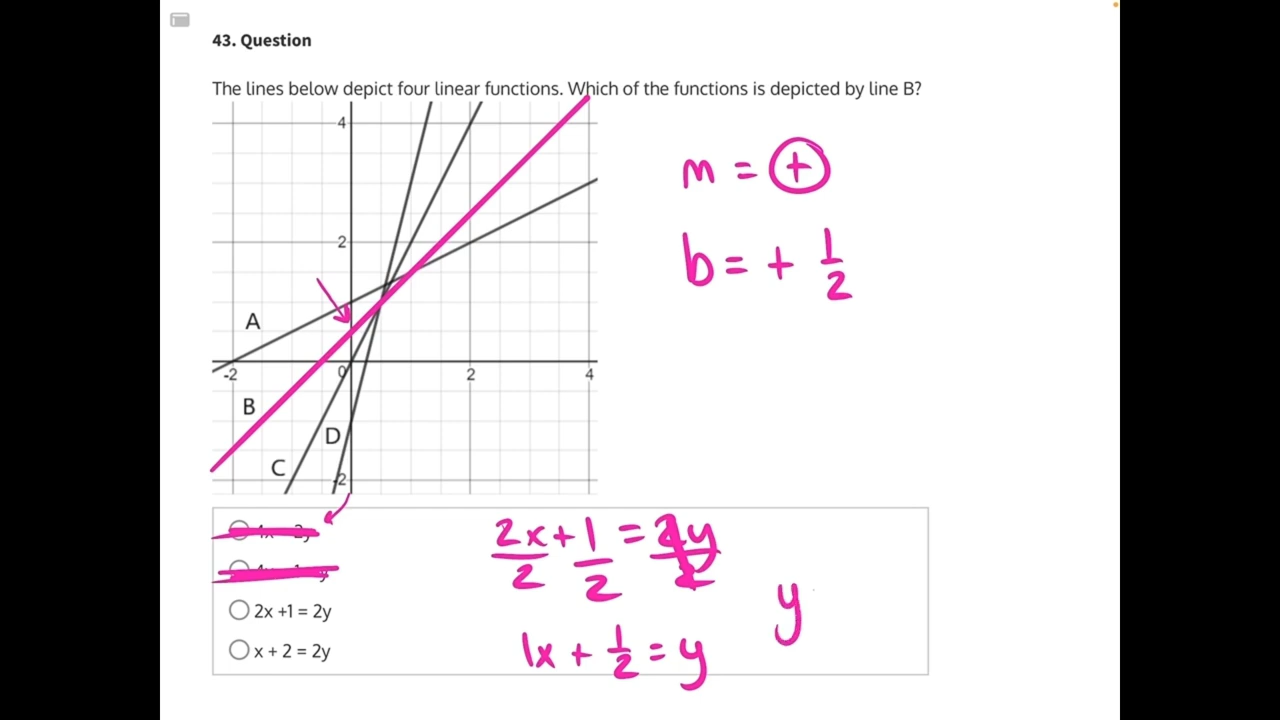 43. Question
The lines below depict four linear functions. Which of the functions is depicted by line B?
4
2
-2
0
2
4
-2
A
B
C
D
m = +
b = + 1/2
2x +1 = 2y
x + 2 = 2y
2x/2 + 1/2 = 2y/2
1x + 1/2 = y
y